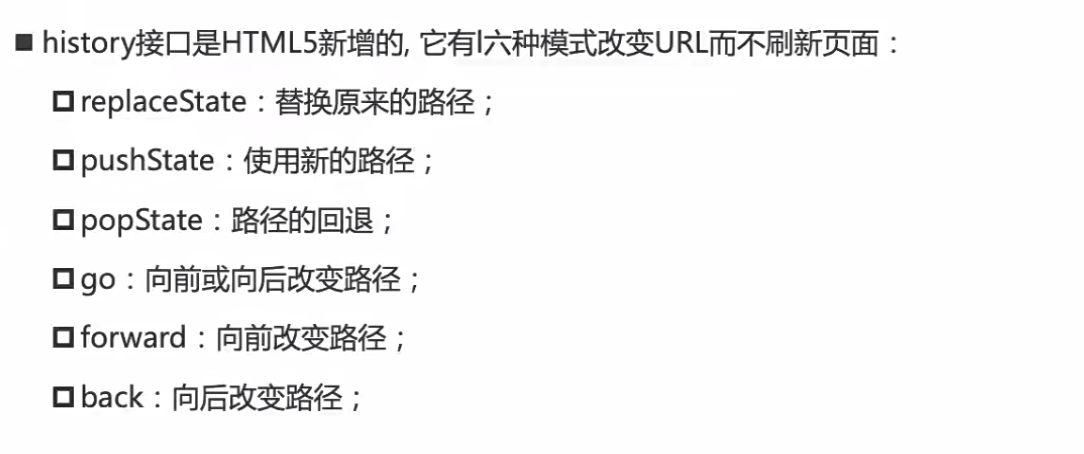 ■ history接口是HTML5新增的, 它有l六种模式改变URL而不刷新页面：
replaceState：替换原来的路径；
pushState：使用新的路径；
popState：路径的回退；
go：向前或向后改变路径；
forward：向前改变路径；
back：向后改变路径；